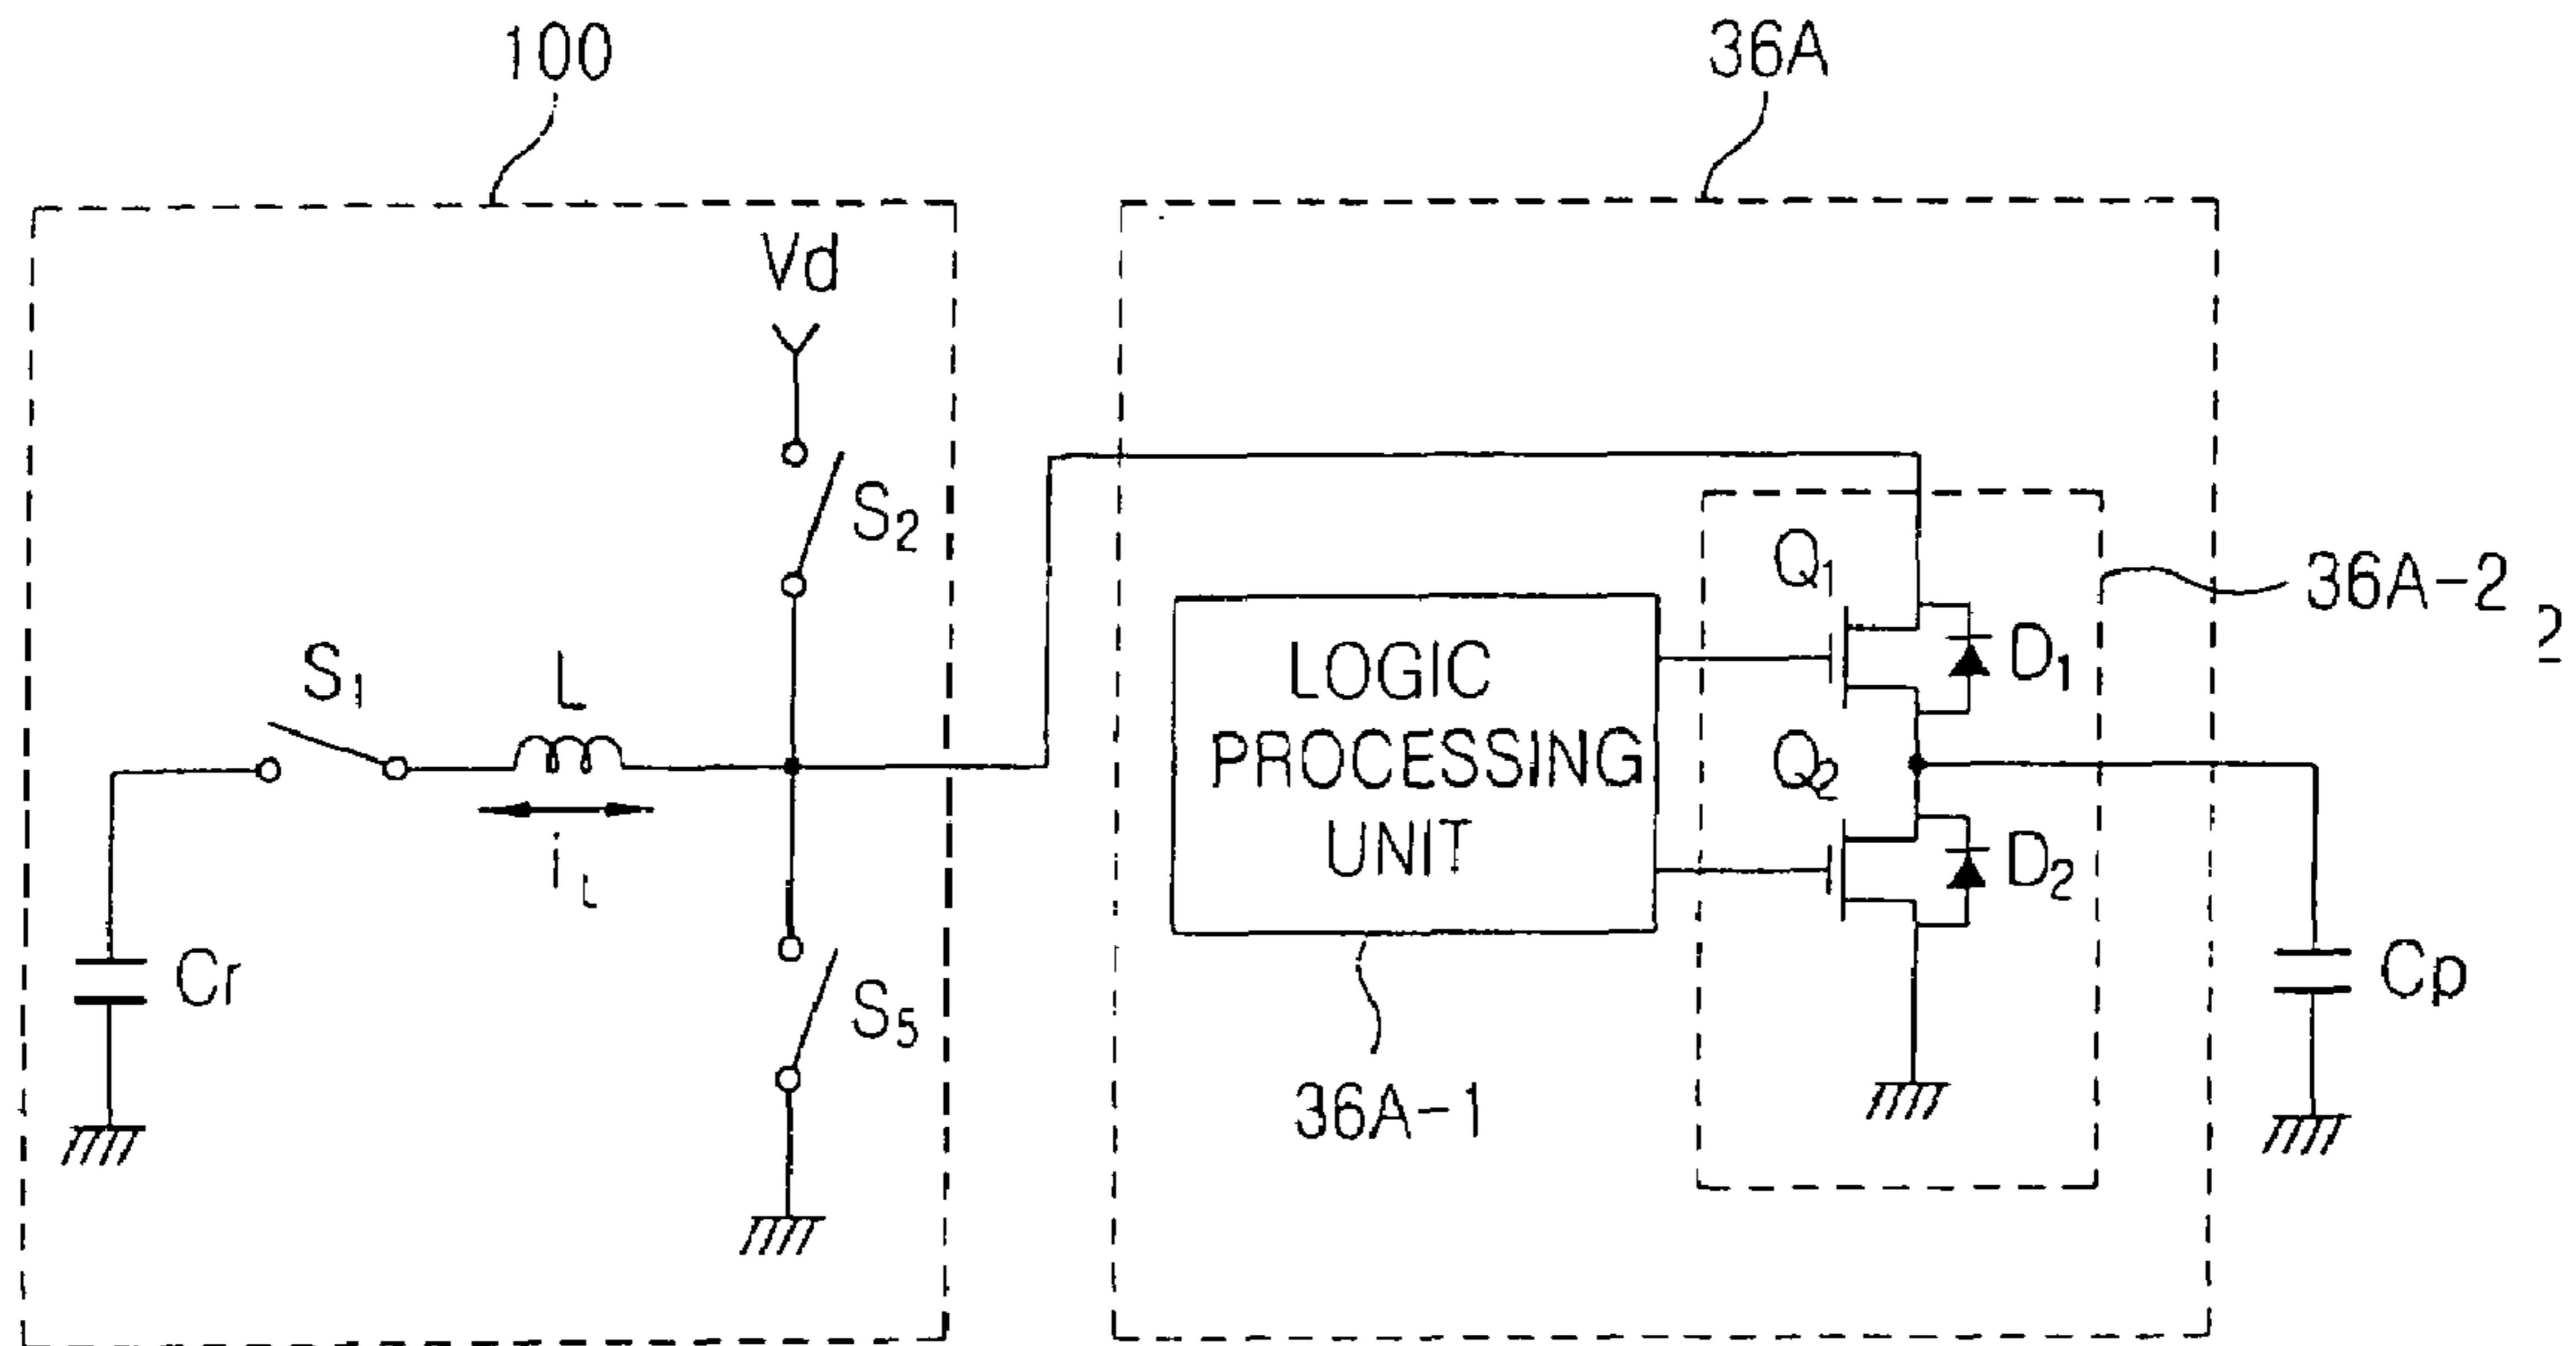 100
36A
Vd
S2
Q1
36A-2
2
S1
L
LOGIC
PROCESSING
UNIT
D1
Q2
iL
D2
Cr
S5
Cp
36A-1